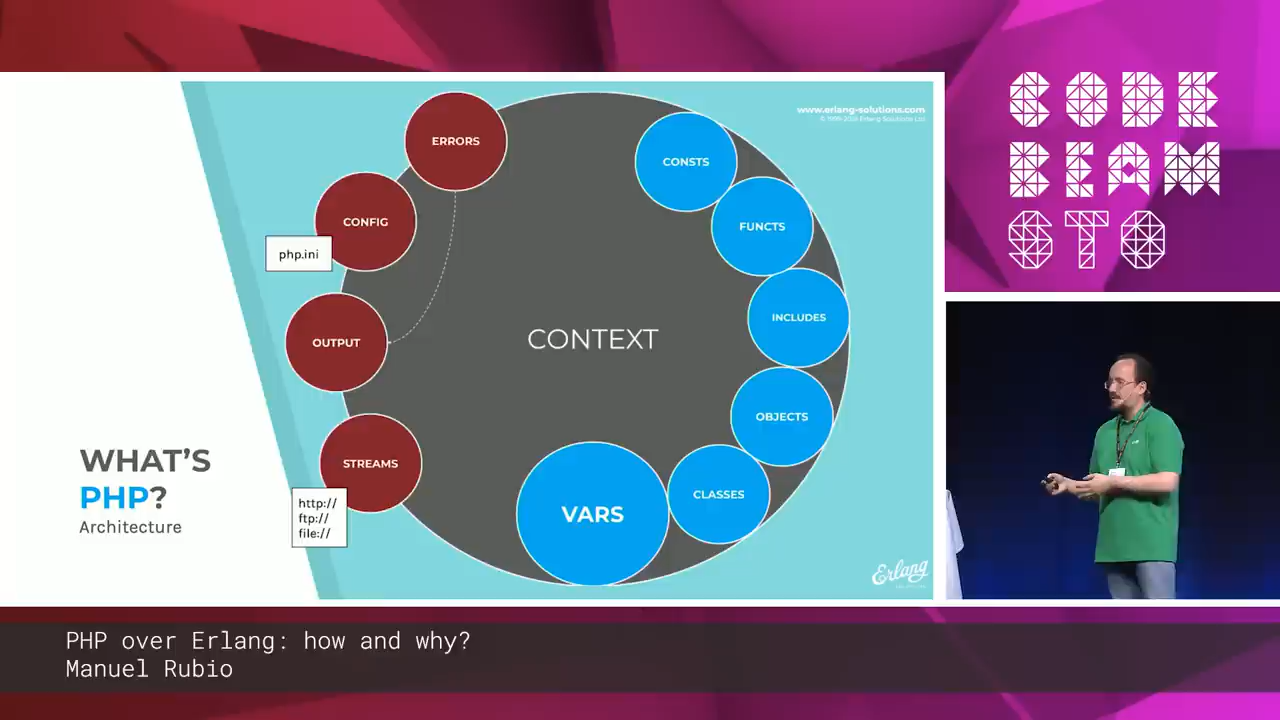 CODE
BEAM
STO
www.erlang-solutions.com
ERRORS
CONSTS
CONFIG
FUNCTS
php.ini
INCLUDES
OUTPUT
CONTEXT
OBJECTS
STREAMS
CLASSES
VARS
http://
ftp://
file://
WHAT'S
PHP?
Architecture
Erlang
PHP over Erlang: how and why?
Manuel Rubio